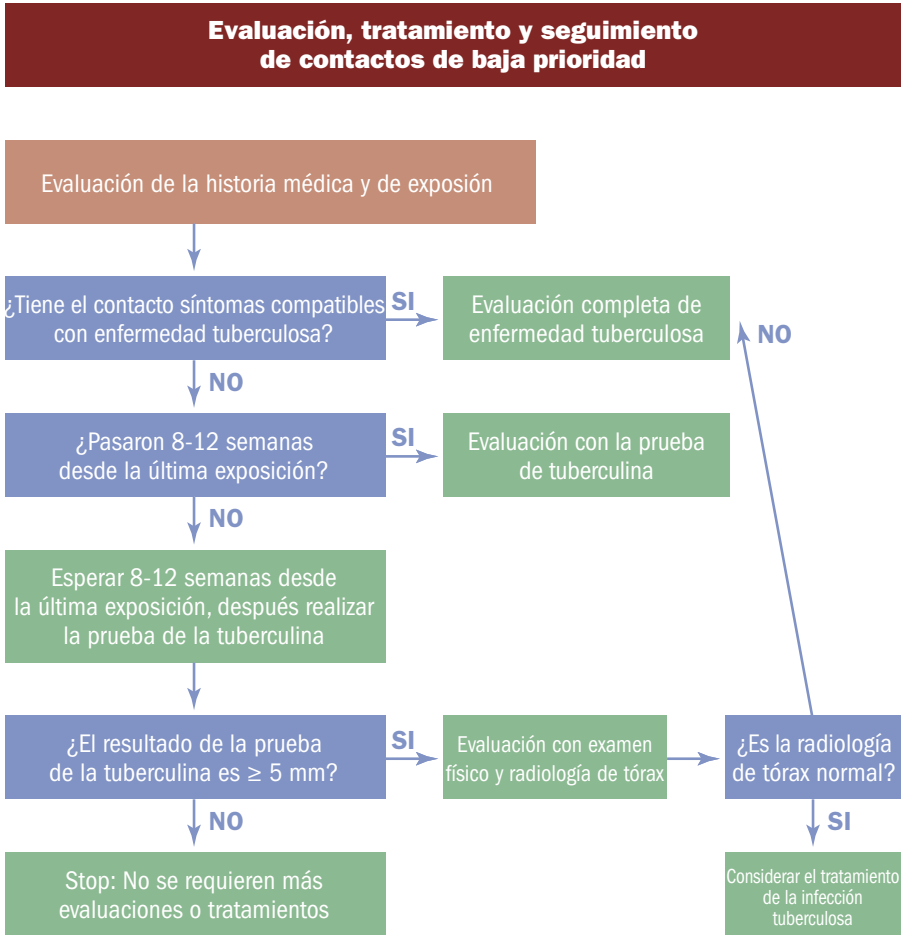 Evaluación, tratamiento y seguimiento
de contactos de baja prioridad
Evaluación de la historia médica y de exposión
¿Tiene el contacto síntomas compatibles
con enfermedad tuberculosa?
SI
Evaluación completa de
enfermedad tuberculosa
NO
NO
¿Pasaron 8-12 semanas
desde la última exposición?
SI
Evaluación con la prueba
de tuberculina
NO
Esperar 8-12 semanas desde
la última exposición, después realizar
la prueba de la tuberculina
¿El resultado de la prueba
de la tuberculina es ≥ 5 mm?
SI
Evaluación con examen
físico y radiología de tórax
¿Es la radiología
de tórax normal?
NO
SI
Stop: No se requieren más
evaluaciones o tratamientos
Considerar el tratamiento
de la infección
tuberculosa